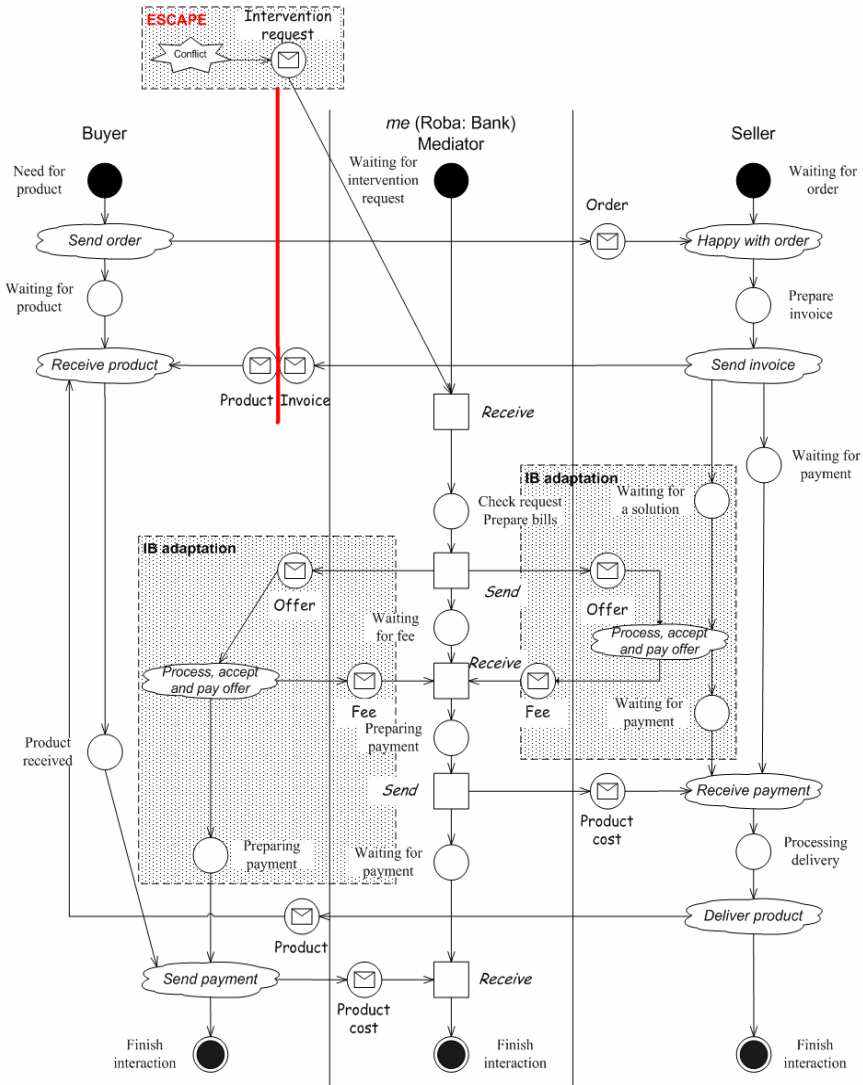 ESCAPE
Intervention
request
Conflict
Buyer
me (Roba: Bank)
Mediator
Seller
Need for
product
Waiting for
intervention
request
Waiting for
order
Order
Send order
Happy with order
Waiting for
product
Prepare
invoice
Receive product
Send invoice
Product
Invoice
Receive
Waiting for
payment
IB adaptation
Waiting for
a solution
Check request
Prepare bills
IB adaptation
Offer
Send
Offer
Waiting
for fee
Process, accept
and pay offer
Receive
Process, accept
and pay offer
Fee
Fee
Waiting for
payment
Preparing
payment
Product
received
Send
Receive payment
Product
cost
Preparing
payment
Waiting for
payment
Processing
delivery
Deliver product
Product
Send payment
Receive
Product
cost
Finish
interaction
Finish
interaction
Finish
interaction